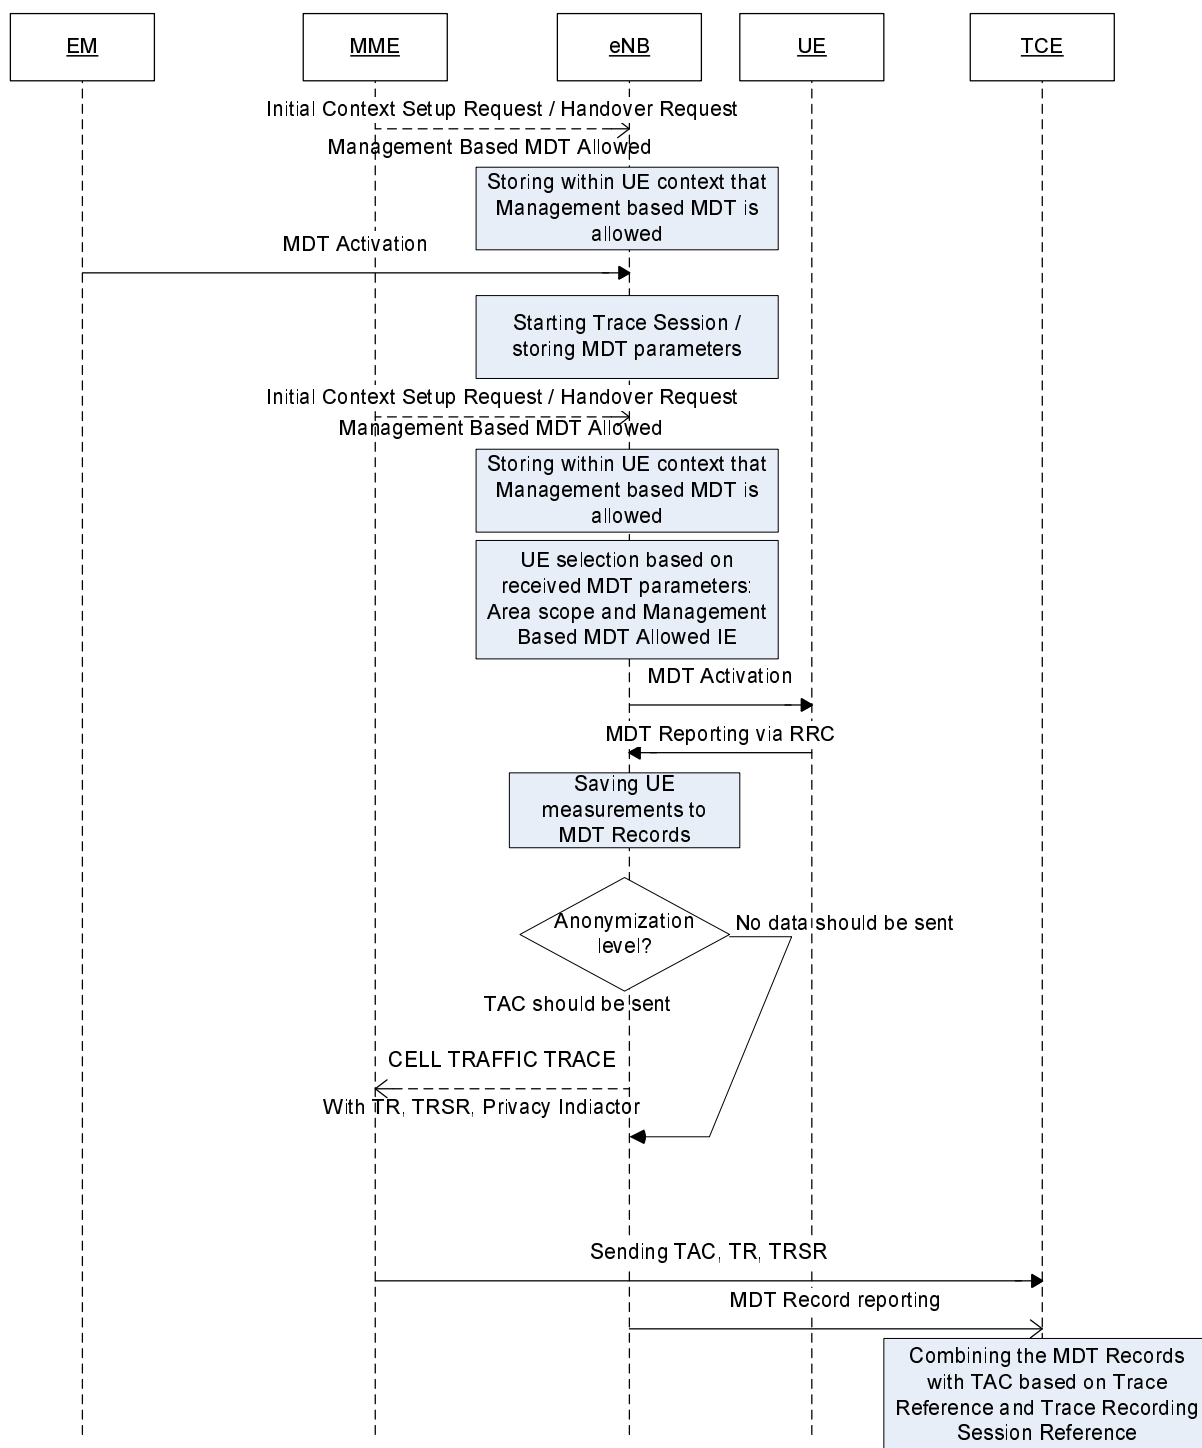 EM
MME
eNB
UE
TCE
Initial Context Setup Request / Handover Request
Management Based MDT Allowed
Storing within UE context that
Management based MDT is
allowed
MDT Activation
Starting Trace Session /
storing MDT parameters
Initial Context Setup Request / Handover Request
Management Based MDT Allowed
Storing within UE context that
Management based MDT is
allowed
UE selection based on
received MDT parameters:
Area scope and Management
Based MDT Allowed IE
MDT Activation
MDT Reporting via RRC
Saving UE
measurements to
MDT Records
Anonymization
level?
No data should be sent
TAC should be sent
CELL TRAFFIC TRACE
With TR, TRSR, Privacy Indiactor
Sending TAC, TR, TRSR
MDT Record reporting
Combining the MDT Records
with TAC based on Trace
Reference and Trace Recording
Session Reference